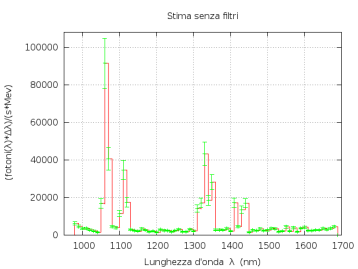 Stima senza filtri
(fotoni(λ)*Δλ)/(s*Mev)
100000
80000
60000
40000
20000
0
1000 1100 1200 1300 1400 1500 1600 1700
Lunghezza d'onda λ (nm)